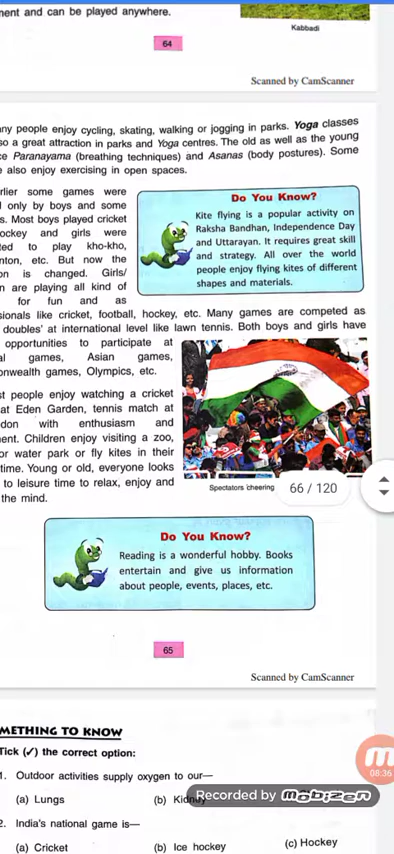 nent and can be played anywhere.
Kabbadi
64
Scanned by CamScanner
ny people enjoy cycling, skating, walking or jogging in parks. Yoga classes
so a great attraction in parks and Yoga centres. The old as well as the young
e Paranayama (breathing techniques) and Asanas (body postures). Some
also enjoy exercising in open spaces.
rlier some games were
only by boys and some
s. Most boys played cricket
ockey and girls were
ted to play kho-kho,
nton, etc. But now the
on is changed. Girls/
n are playing all kind of
for fun and as
Do You Know?
Kite flying is a popular activity on
Raksha Bandhan, Independence Day
and Uttarayan. It requires great skill
and strategy. All over the world
people enjoy flying kites of different
shapes and materials.
sionals like cricket, football, hockey, etc. Many games are competed as
doubles' at international level like lawn tennis. Both boys and girls have
opportunities to participate at
al games, Asian games,
onwealth games, Olympics, etc.
st people enjoy watching a cricket
at Eden Garden, tennis match at
don with enthusiasm and
ent. Children enjoy visiting a zoo,
or water park or fly kites in their
time. Young or old, everyone looks
to leisure time to relax, enjoy and
the mind.
Spectators cheering
66 / 120
Do You Know?
Reading is a wonderful hobby. Books
entertain and give us information
about people, events, places, etc.
65
Scanned by CamScanner
METHING TO KNOW
Tick (✓) the correct option:
1. Outdoor activities supply oxygen to our—
(a) Lungs
(b) Kidney
08:36
Recorded by mobizen
2. India's national game is—
(a) Cricket
(b) Ice hockey
(c) Hockey